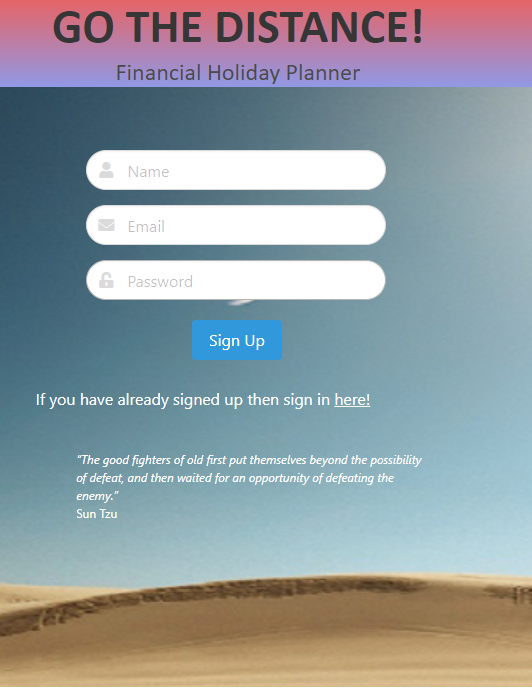 GO THE DISTANCE!
Financial Holiday Planner
Name
Email
Password
Sign Up
If you have already signed up then sign in here!
“The good fighters of old first put themselves beyond the possibility
of defeat, and then waited for an opportunity of defeating the
enemy.”
Sun Tzu